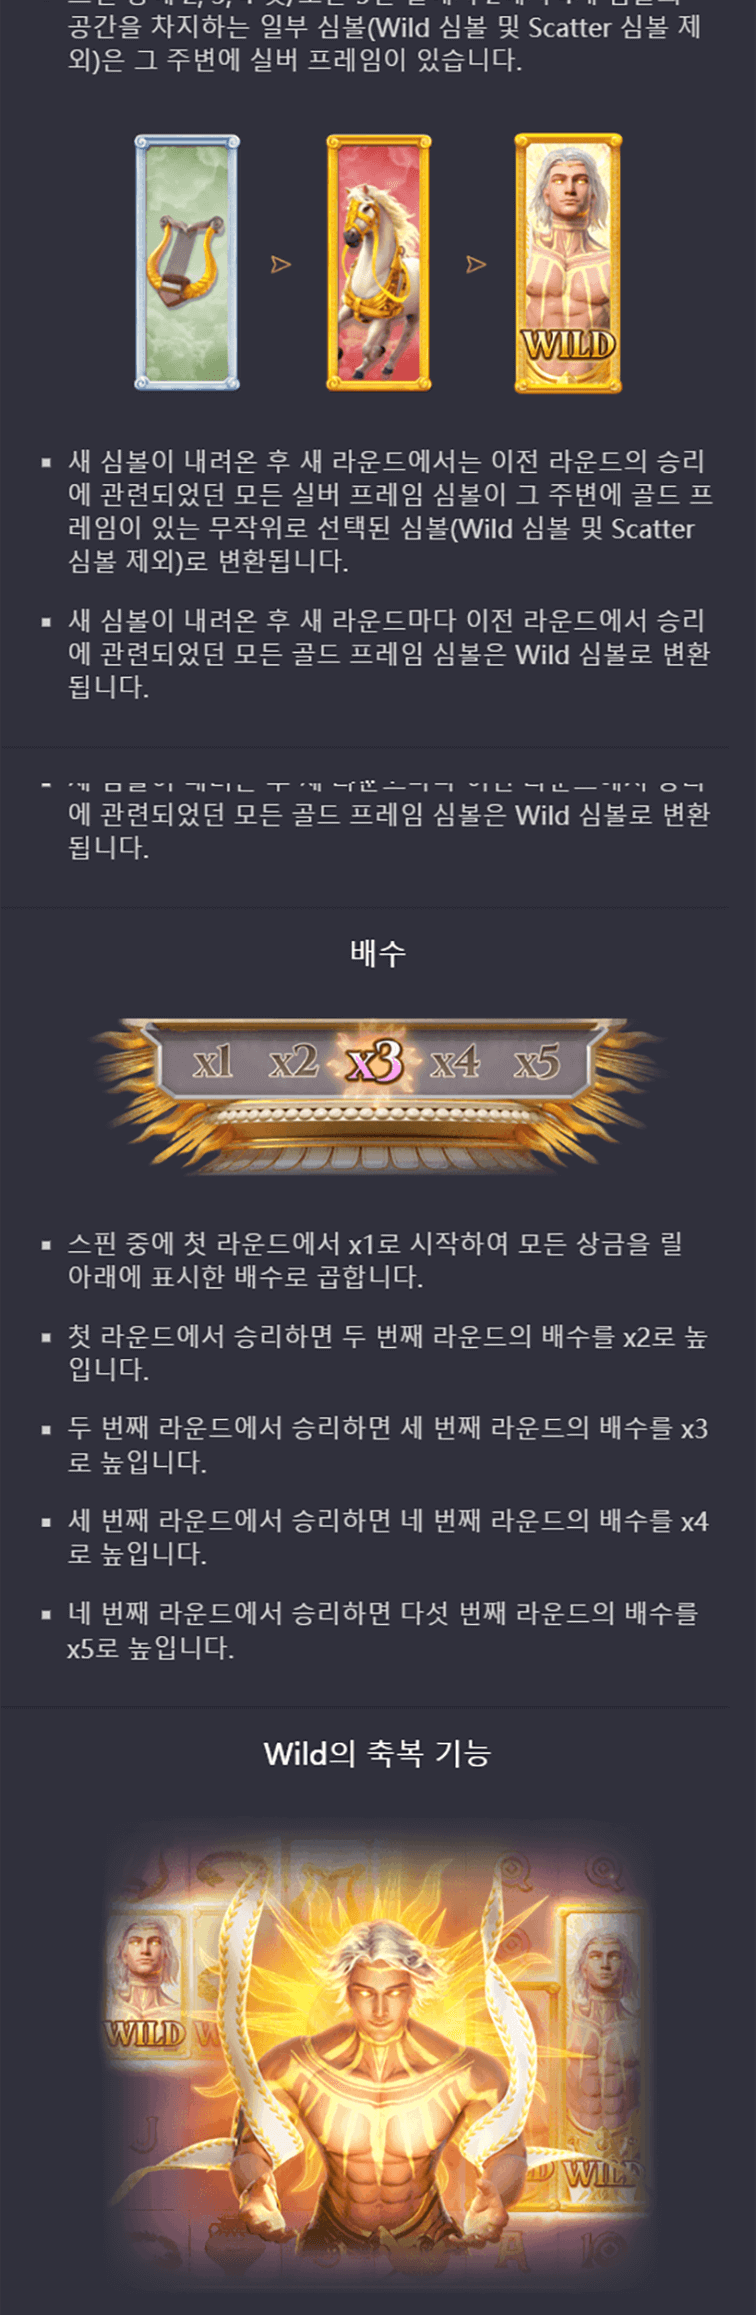 공간을 차지하는 일부 심볼(Wild 심볼 및 Scatter 심볼 제
외)은 그 주변에 실버 프레임이 있습니다.
WILD
새 심볼이 내려온 후 새 라운드에서는 이전 라운드의 승리
에 관련되었던 모든 실버 프레임 심볼이 그 주변에 골드 프
레임이 있는 무작위로 선택된 심볼(Wild 심볼 및 Scatter
심볼 제외)로 변환됩니다.
새 심볼이 내려온 후 새 라운드마다 이전 라운드에서 승리
에 관련되었던 모든 골드 프레임 심볼은 Wild 심볼로 변환
됩니다.
에 관련되었던 모든 골드 프레임 심볼은 Wild 심볼로 변환
됩니다.
배수
x1 x2 x3 x4 x5
스핀 중에 첫 라운드에서 x1로 시작하여 모든 상금을 릴
아래에 표시한 배수로 곱합니다.
첫 라운드에서 승리하면 두 번째 라운드의 배수를 x2로 높
입니다.
두 번째 라운드에서 승리하면 세 번째 라운드의 배수를 x3
로 높입니다.
세 번째 라운드에서 승리하면 네 번째 라운드의 배수를 x4
로 높입니다.
네 번째 라운드에서 승리하면 다섯 번째 라운드의 배수를
x5로 높입니다.
Wild의 축복 기능
Q Q
WILD W
J
D WILD
A 10